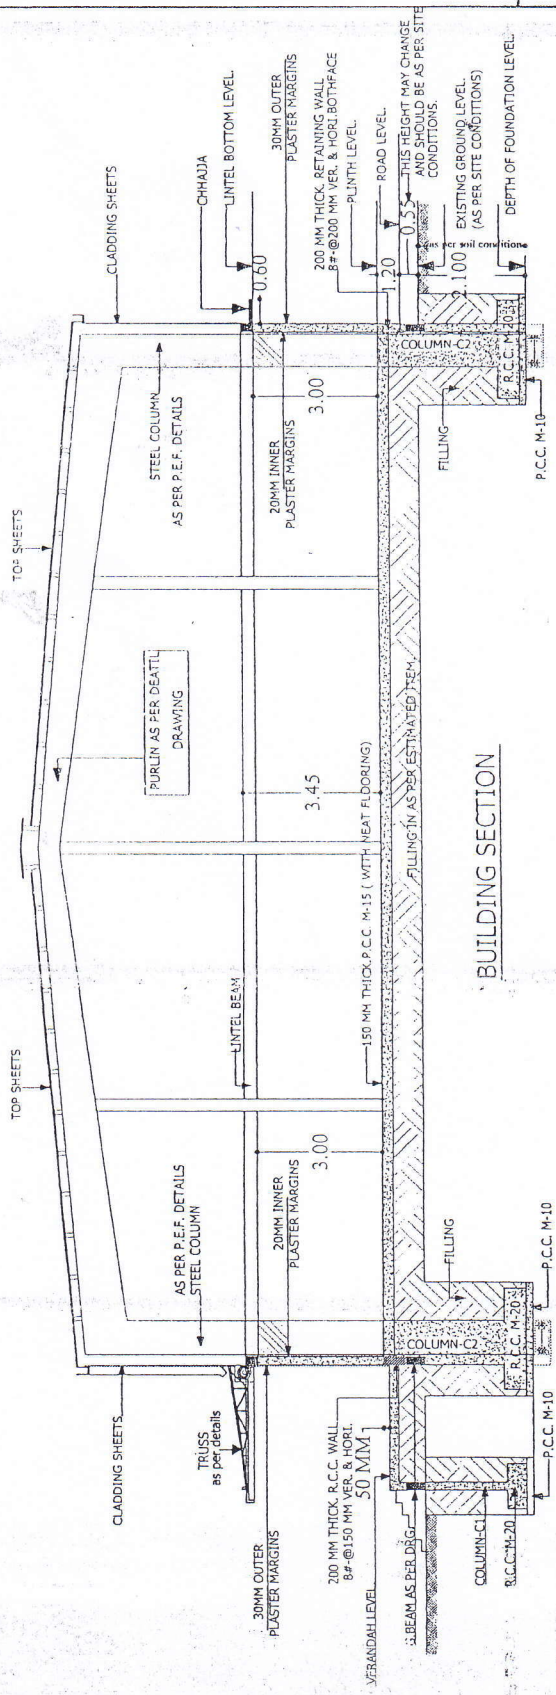 CLADDING SHEETS
TRUSS
as per details
30MM OUTER
PLASTER MARGINS
200 MM THICK. R.C.C. WALL
8#-@150 MM VER. & HORI.
50 MM
VERANDAH LEVEL
BEAM AS PER DRG.
COLUMN-C1
R.C.C. M-20
P.C.C. M-10
TOP SHEETS
AS PER P.E.F. DETAILS
STEEL COLUMN
20MM INNER
PLASTER MARGINS
3.00
COLUMN-C2
R.C.C. M-20
FILLING
P.C.C. M-10
LINTEL BEAM
150 MM THICK.P.C.C. M-15 ( WITH NEAT FLOORING)
3.45
PURLIN AS PER DEATIL
DRAWING
FILLING IN AS PER ESTIMATED ITEM
BUILDING SECTION
TOP SHEETS
STEEL COLUMN
AS PER P.E.F. DETAILS
3.00
20MM INNER
PLASTER MARGINS
FILLING
COLUMN-C2
R.C.C. M-20
P.C.C. M-10
CLADDING SHEETS
CHHAJJA
LINTEL BOTTOM LEVEL.
0.60
30MM OUTER
PLASTER MARGINS
200 MM THICK. RETAINING WALL
8#-@200 MM VER. & HORI.BOTHFACE
PLINTH LEVEL.
ROAD LEVEL.
1.20
0.55
THIS HEIGHT MAY CHANGE
AND SHOULD BE AS PER SITE
CONDITIONS.
EXISTING GROUND LEVEL.
(AS PER SITE CONDITIONS)
as per soil condition
2.100
DEPTH OF FOUNDATION LEVEL.